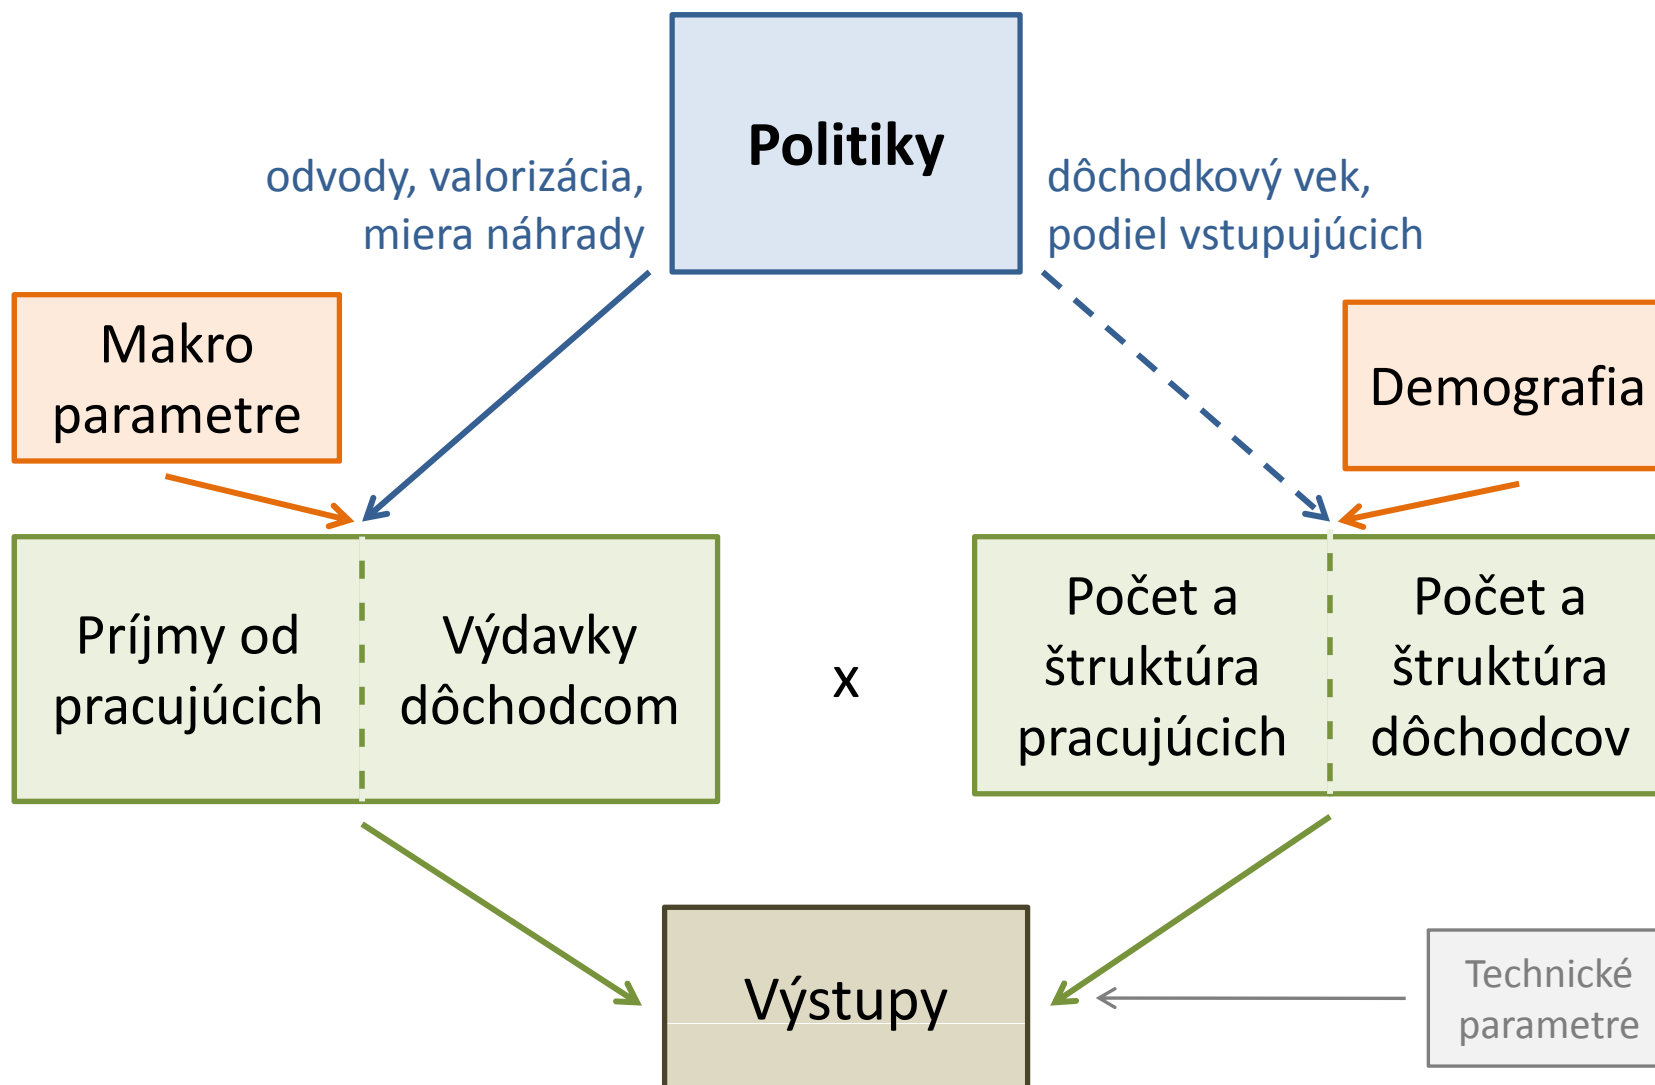 Politiky
odvody, valorizácia,
miera náhrady
dôchodkový vek,
podiel vstupujúcich
Makro
parametre
Demografia
Príjmy od
pracujúcich
Výdavky
dôchodcom
x
Počet a
štruktúra
pracujúcich
Počet a
štruktúra
dôchodcov
Výstupy
Technické
parametre